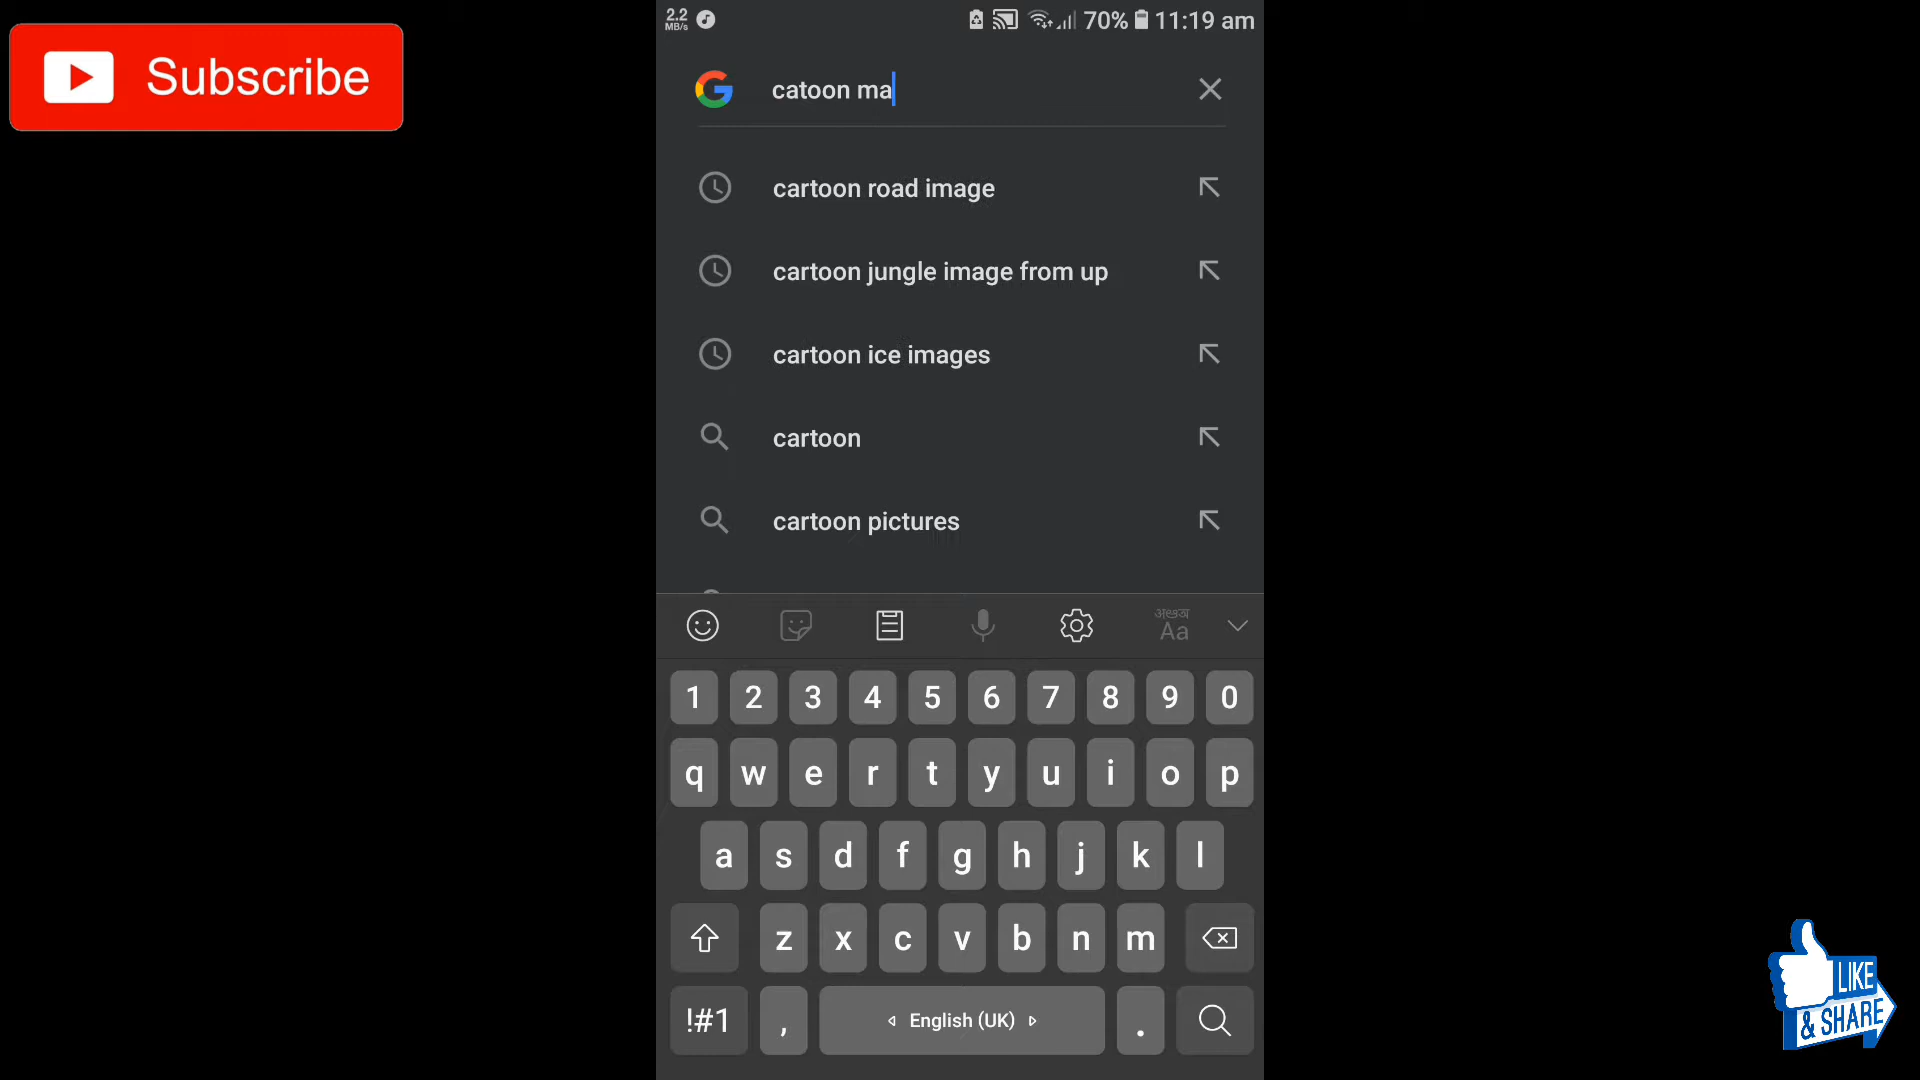 Subscribe
2.2
MB/s
70% 11:19 am
catoon ma
cartoon road image
cartoon jungle image from up
cartoon ice images
cartoon
cartoon pictures
Aa
1 2 3 4 5 6 7 8 9 0
q w e r t y u i o p
a s d f g h j k l
z x c v b n m
!#1 , English (UK) .
LIKE
& SHARE